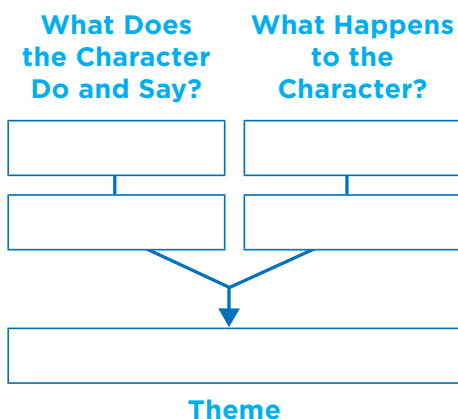 What Does
the Character
Do and Say?
What Happens
to the
Character?
Theme